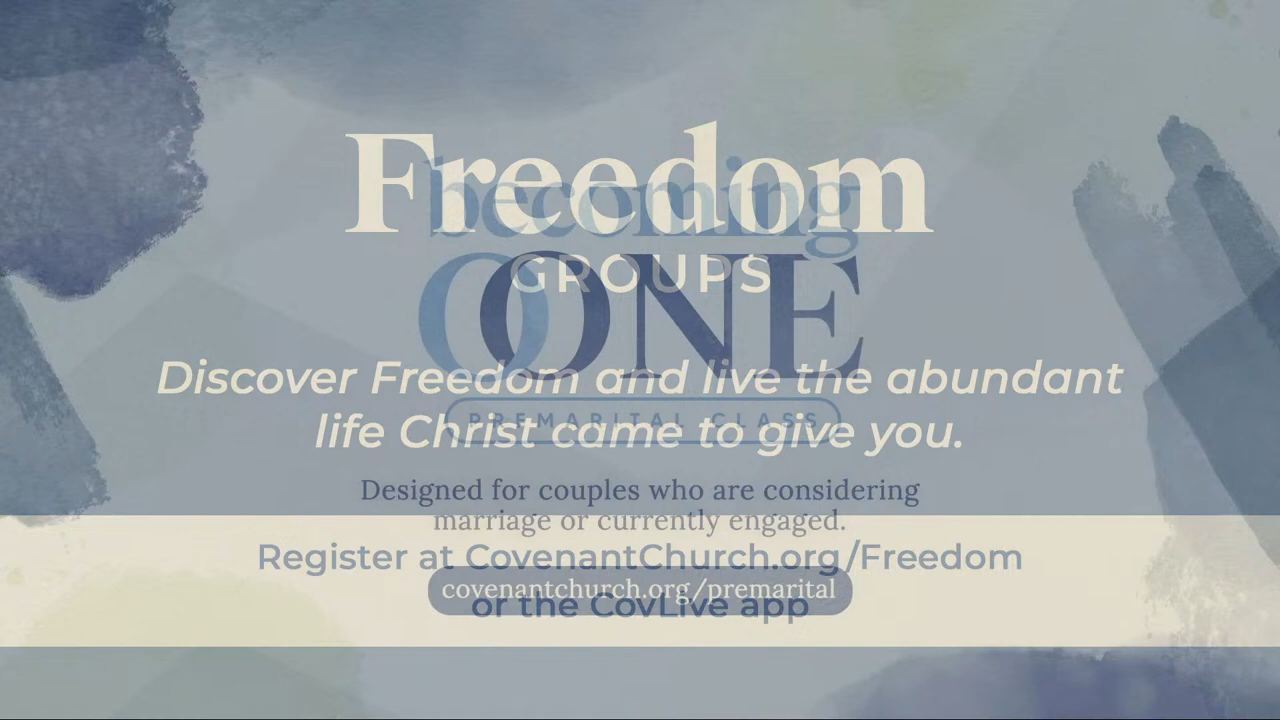 Freedom
GROUPS
Discover Freedom and live the abundant
life Christ came to give you.
Register at CovenantChurch.org/Freedom
or the CovLive app
becoming
ONE
PREMARITAL CLASS
Designed for couples who are considering
marriage or currently engaged.
covenantchurch.org/premarital